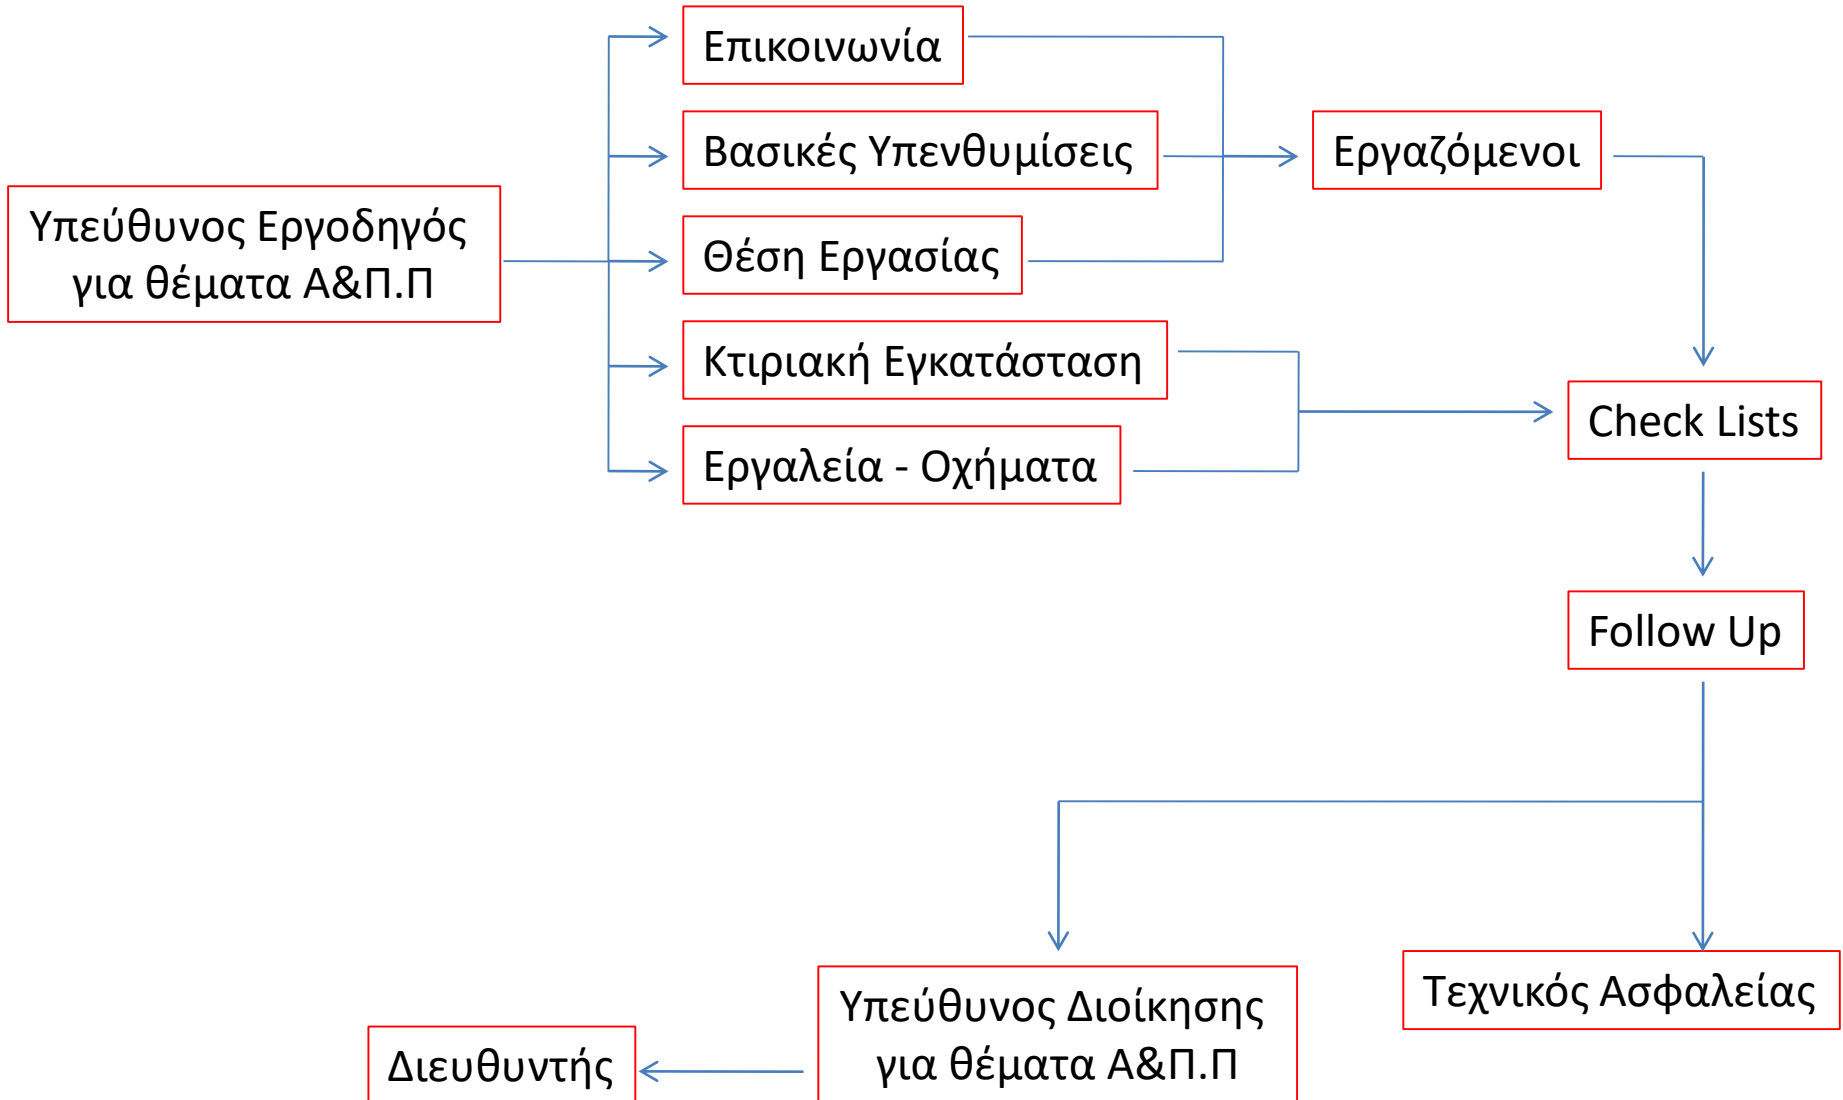 Επικοινωνία
Βασικές Υπενθυμίσεις
Εργαζόμενοι
Υπεύθυνος Εργοδηγός
για θέματα Α&Π.Π
Θέση Εργασίας
Κτιριακή Εγκατάσταση
Εργαλεία - Οχήματα
Check Lists
Follow Up
Τεχνικός Ασφαλείας
Υπεύθυνος Διοίκησης
για θέματα Α&Π.Π
Διευθυντής